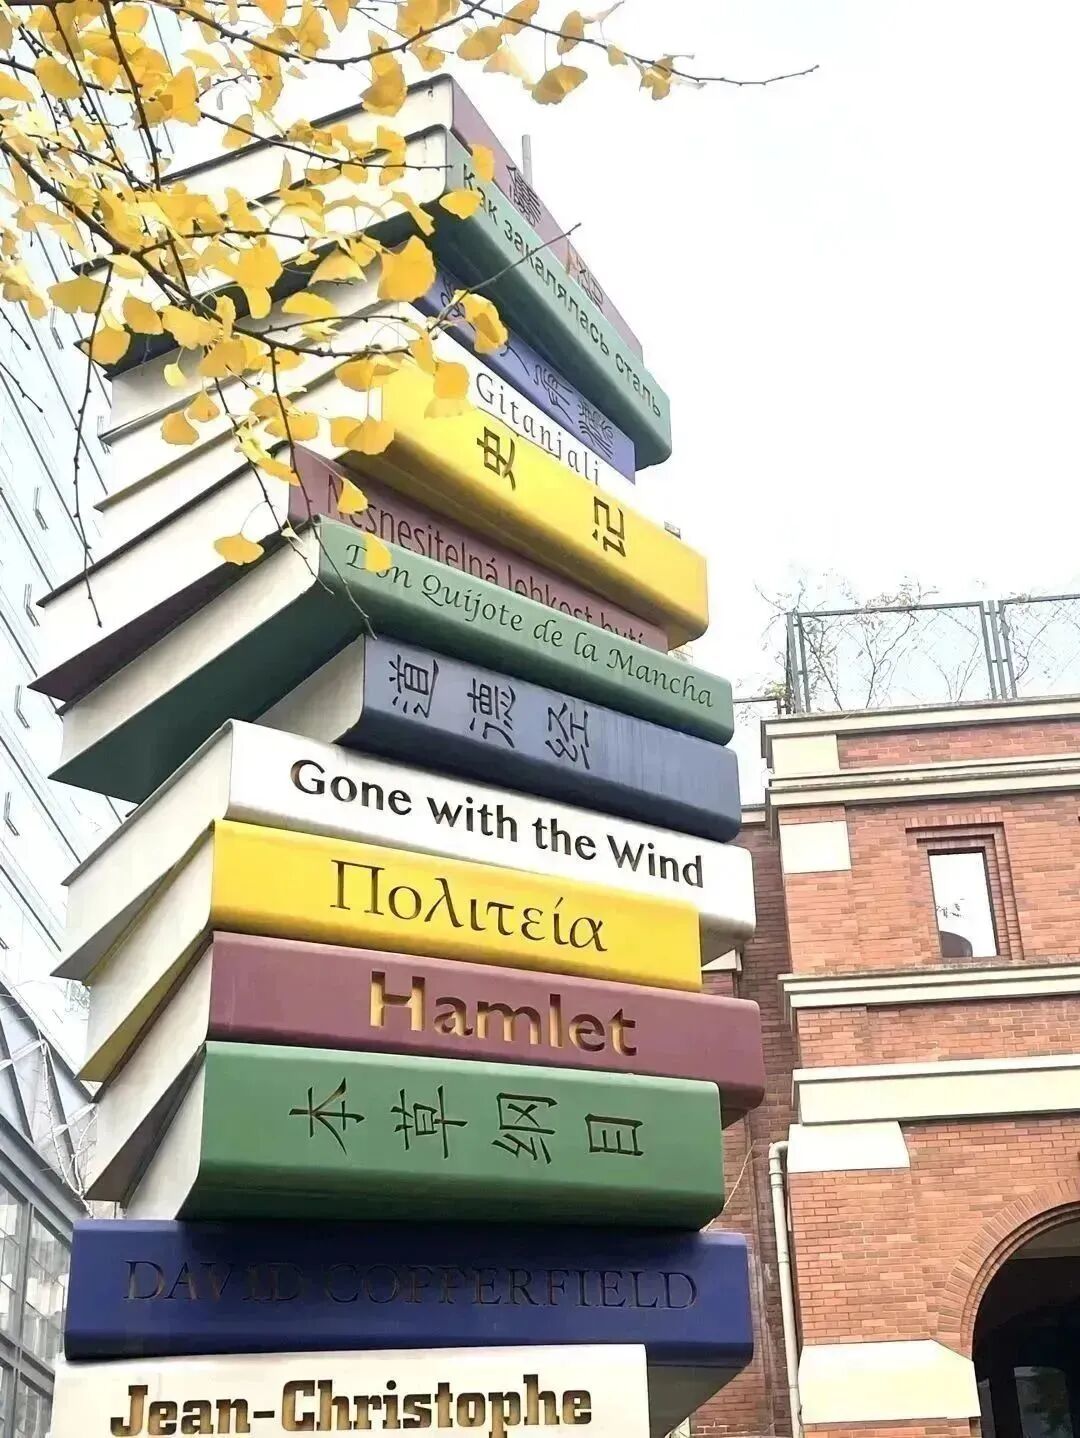 Как закалялась сталь
Gitanjali
史记
Nesnesitelná lehkost bytí
Don Quijote de la Mancha
道德经
Gone with the Wind
Πολιτεία
Hamlet
本草纲目
DAVID COPPERFIELD
Jean-Christophe